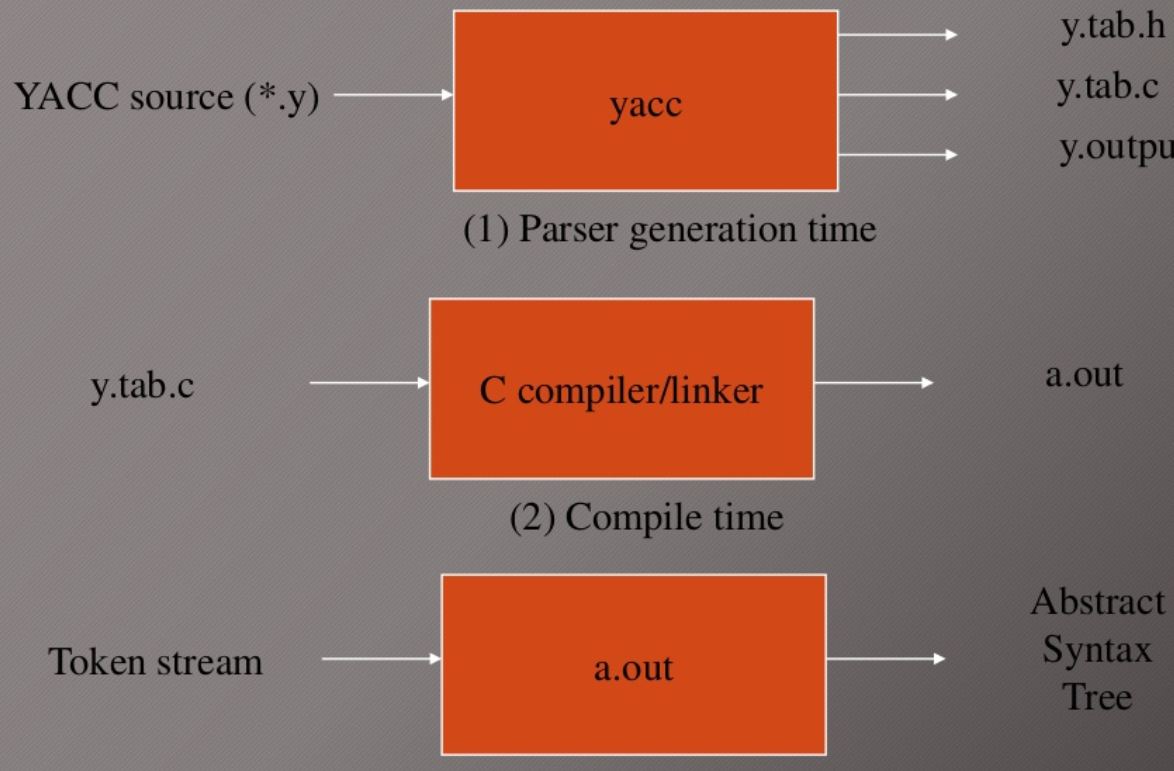 YACC source (*.y)
yacc
y.tab.h
y.tab.c
y.outpu
(1) Parser generation time
y.tab.c
C compiler/linker
a.out
(2) Compile time
Token stream
a.out
Abstract
Syntax
Tree